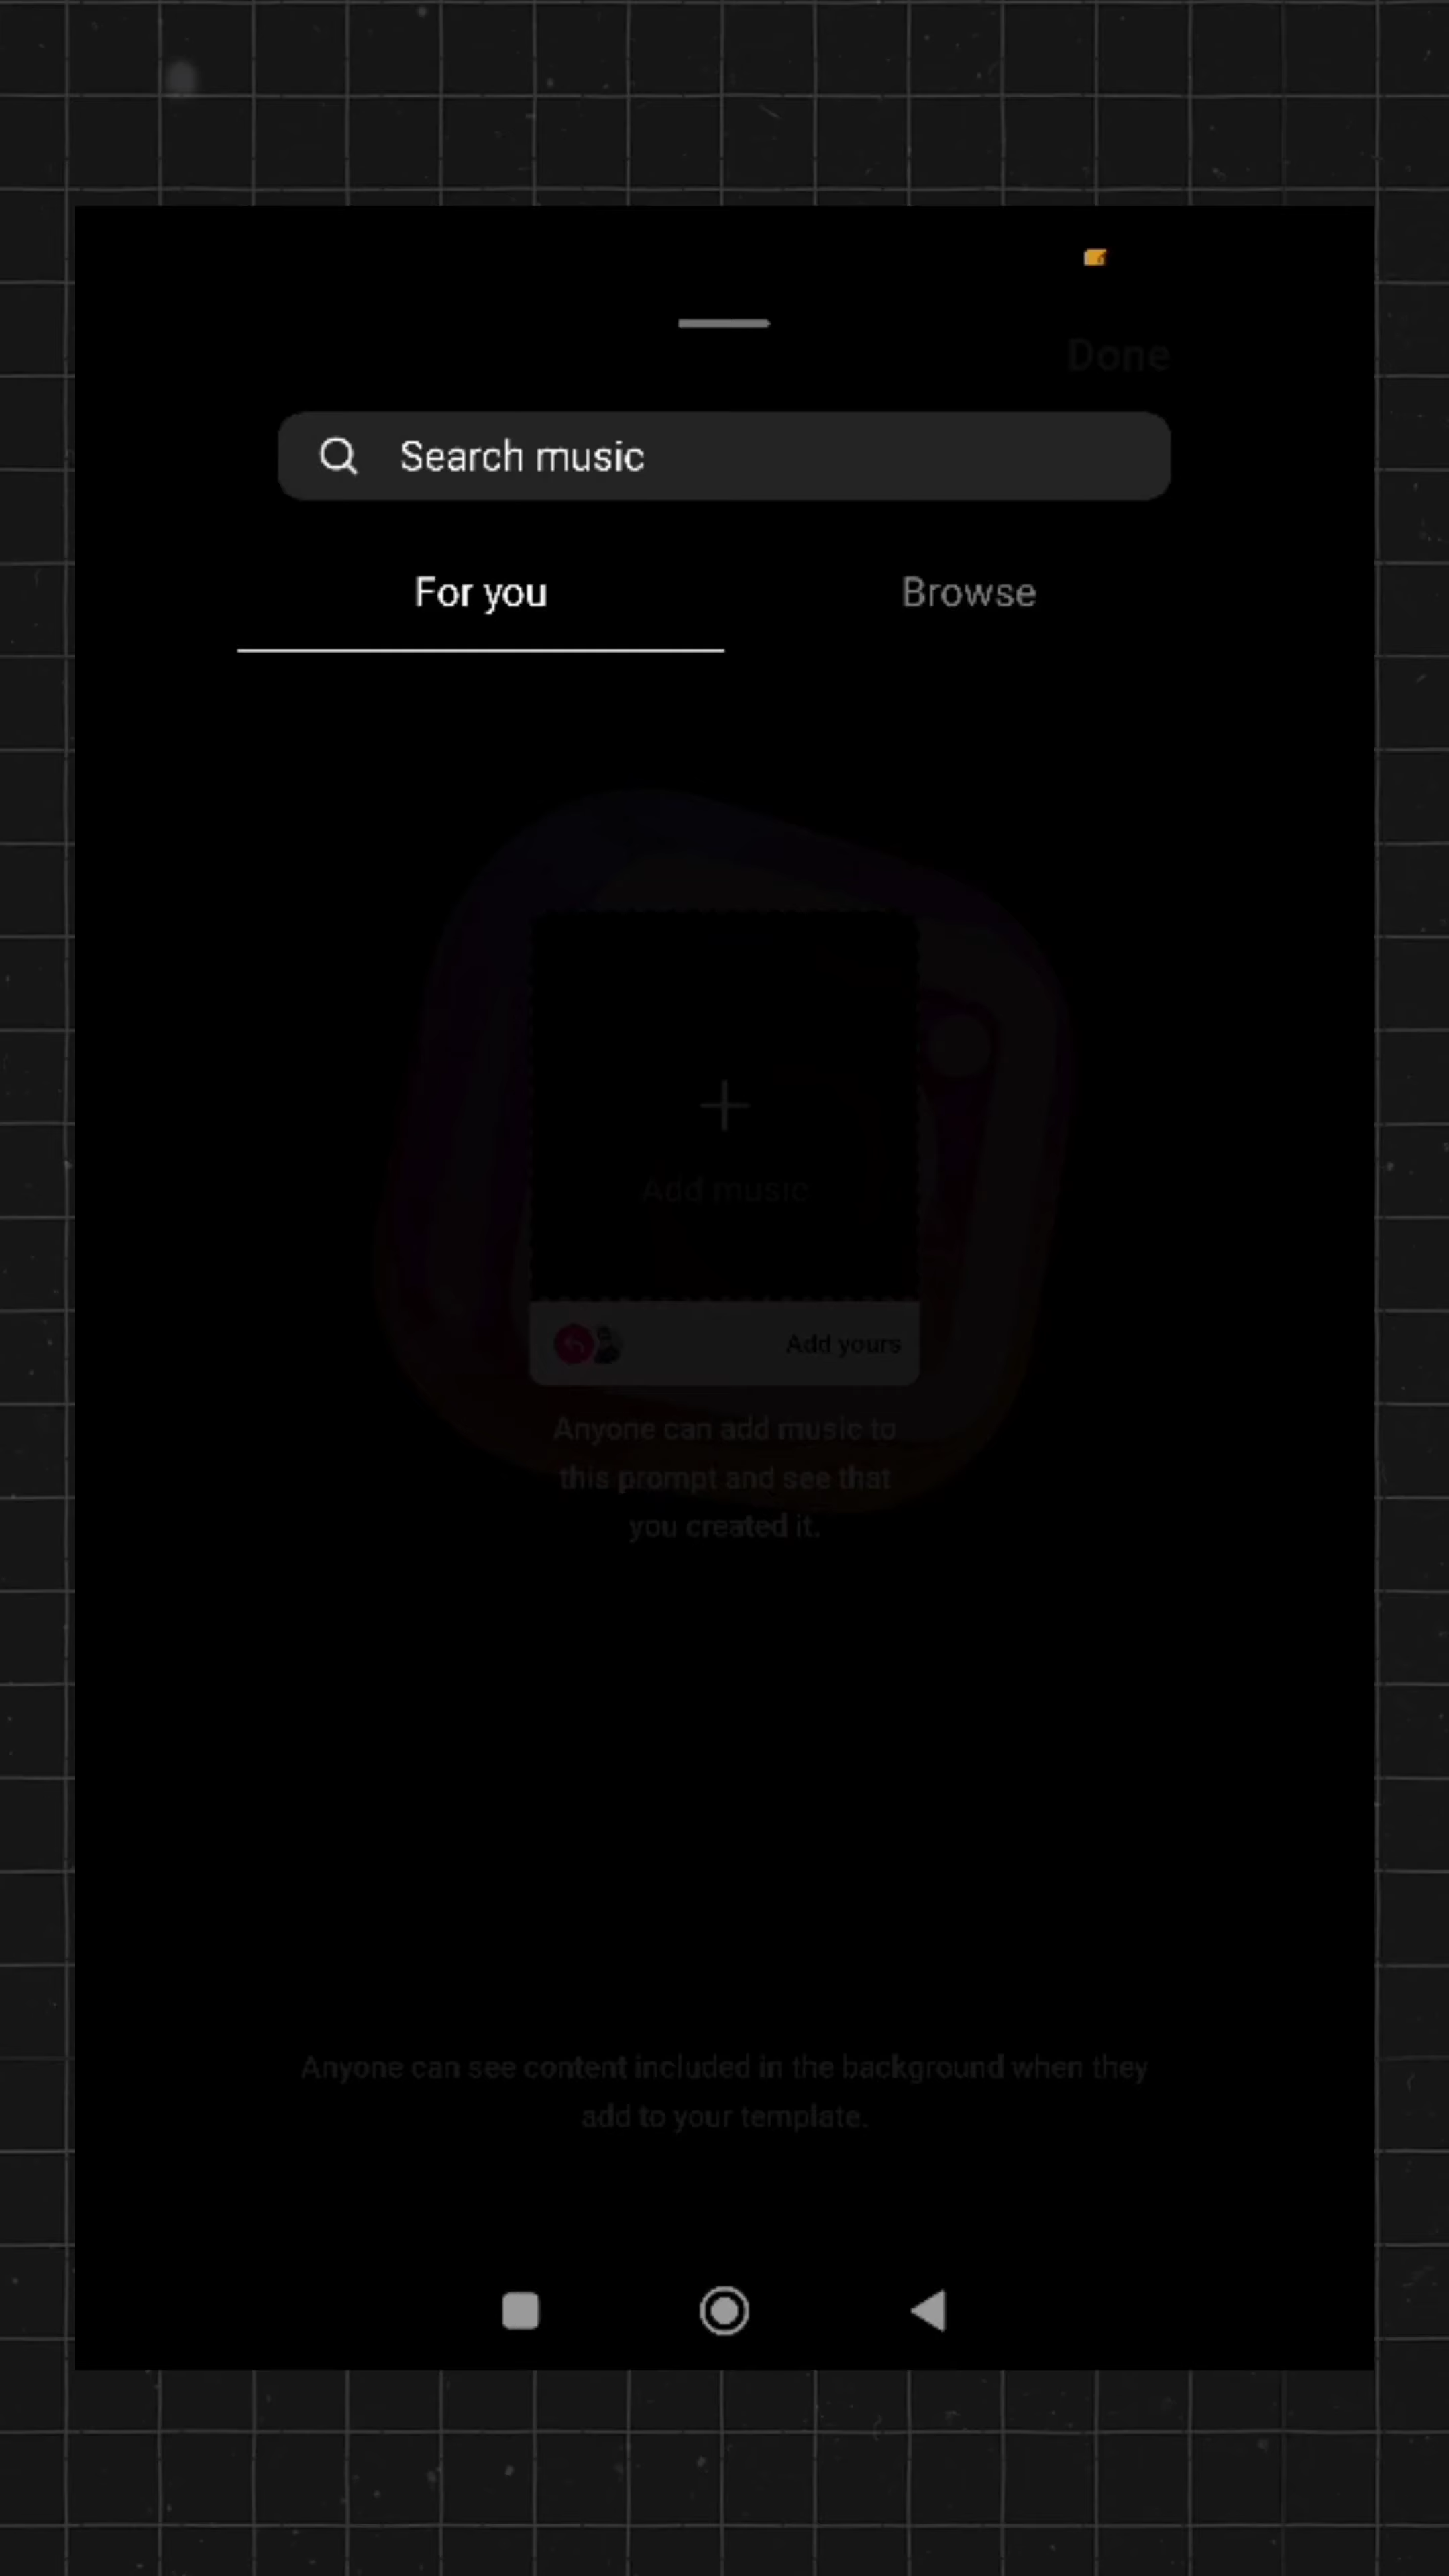 Done
Search music
For you
Browse
Add music
Add yours
Anyone can add music to
this prompt and see that
you created it.
Anyone can see content included in the background when they
add to your template.